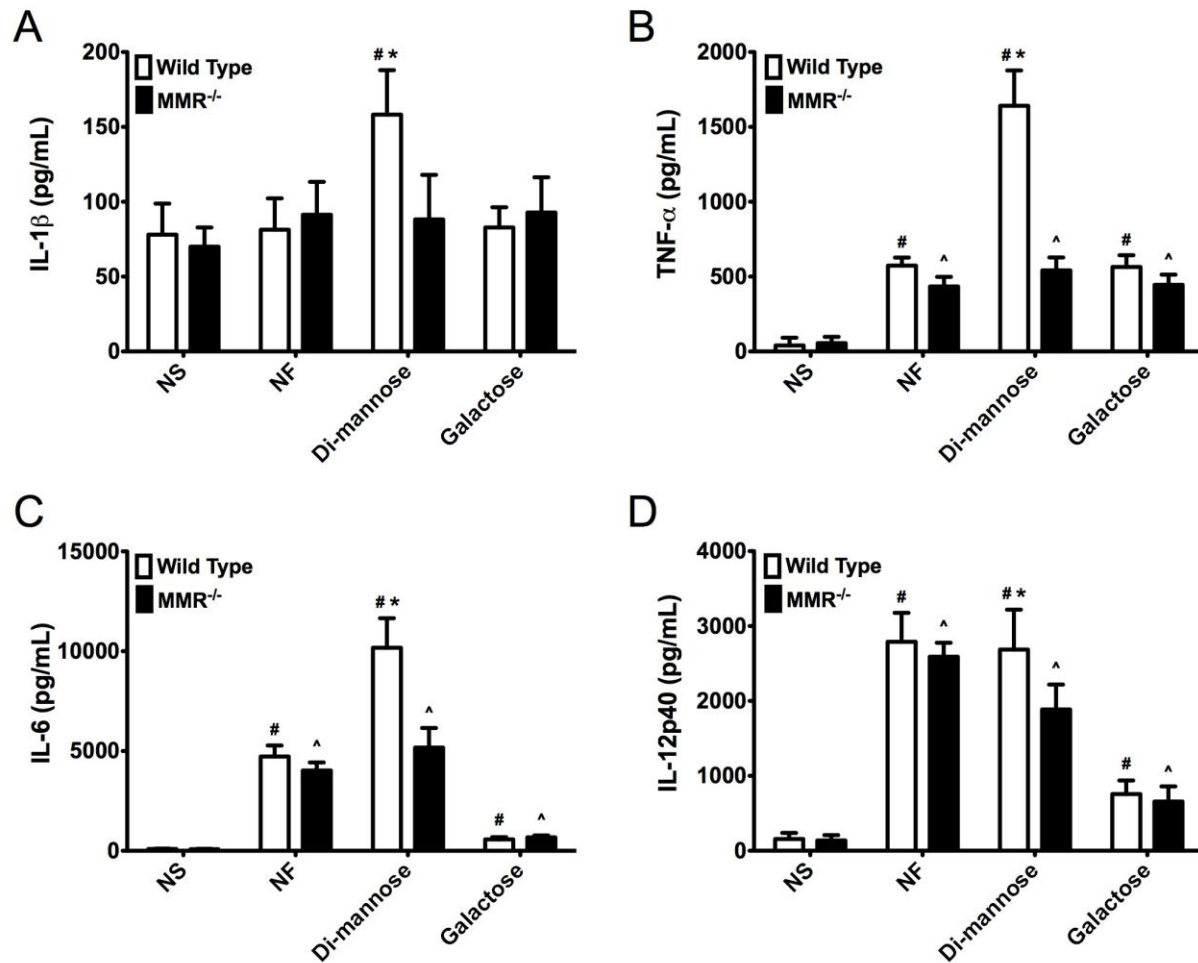 A
IL-1β (pg/mL)
200
150
100
50
0
Wild Type
MMR-/-
# *
NS
NF
Di-mannose
Galactose
B
TNF-α (pg/mL)
2000
1500
1000
500
0
Wild Type
MMR-/-
#
^
# *
^
#
^
NS
NF
Di-mannose
Galactose
C
IL-6 (pg/mL)
15000
10000
5000
0
Wild Type
MMR-/-
#
^
# *
^
#
^
NS
NF
Di-mannose
Galactose
D
IL-12p40 (pg/mL)
4000
3000
2000
1000
0
Wild Type
MMR-/-
#
^
# *
^
#
^
NS
NF
Di-mannose
Galactose